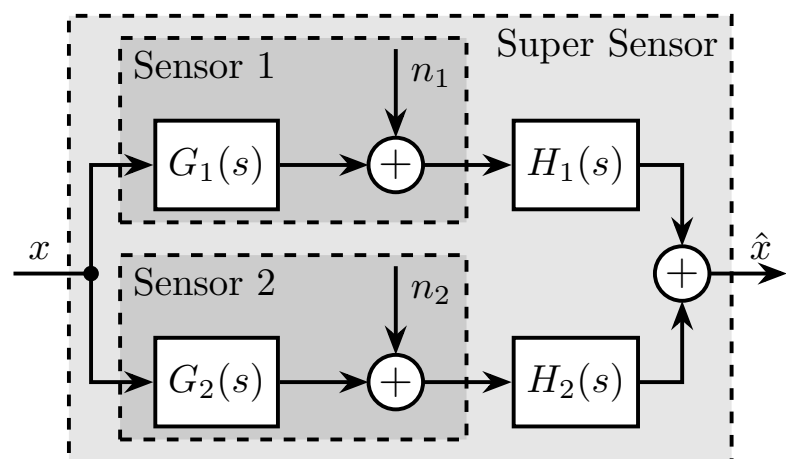 Super Sensor
Sensor 1
n₁
G₁(s)
+
H₁(s)
x
+
x̂
Sensor 2
n₂
G₂(s)
+
H₂(s)